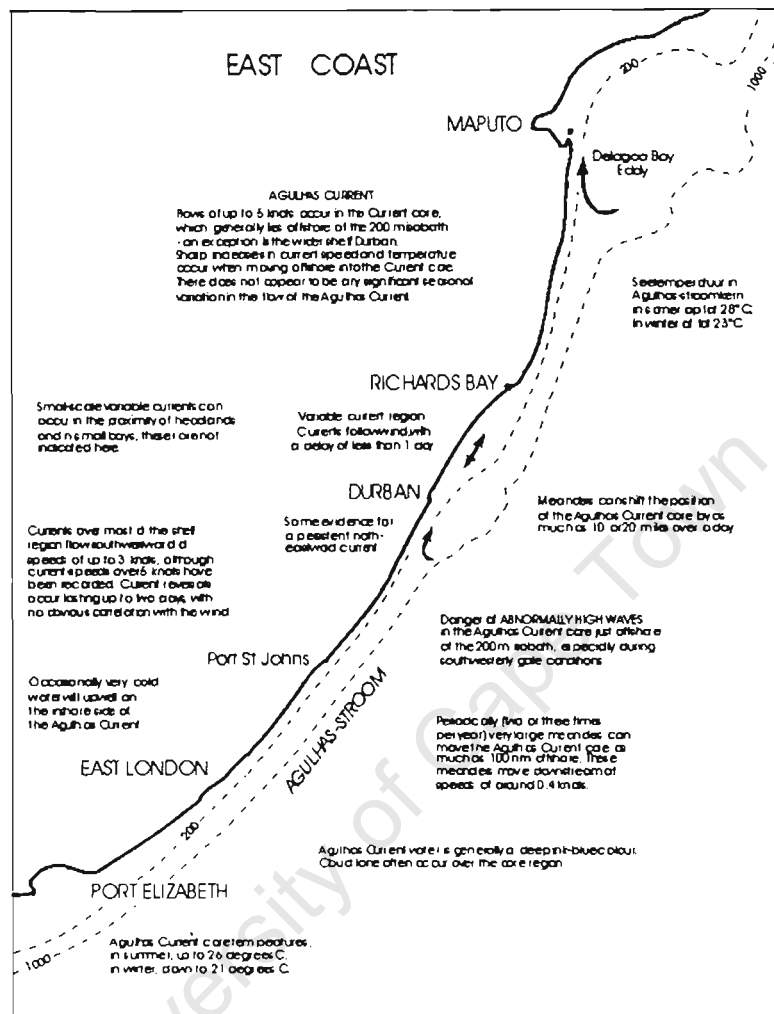 EAST COAST
200
1000
MAPUTO
Delagoa Bay
Eddy
AGULHAS CURRENT
Flows of up to 5 knots occur in the Current core,
which generally lies offshore of the 200 m isobath
- an exception is the wider shelf Durban.
Sharp increases in current speed and temperature
occur when moving offshore into the Current core
There does not appear to be any significant seasonal
variation in the flow of the Agulhas Current
Seetemperatuur in
Agulhas-stroomkern
in somer op tot 28°C
in winter af tot 23°C
RICHARDS BAY
Small-scale variable currents can
occur in the proximity of headlands
and in small bays, these are not
indicated here
Variable current region
Currents follow wind, with
a delay of less than 1 day
DURBAN
Meanders can shift the position
of the Agulhas Current core by as
much as 10 or 20 miles over a day
Some evidence for
a persistent north-
eastward current
Currents over most of the shelf
region flow southwestward at
speeds of up to 3 knots, although
current speeds over 5 knots have
been recorded. Current reversals
occur lasting up to two days, with
no obvious correlation with the wind
Danger of ABNORMALLY HIGH WAVES
in the Agulhas Current core just offshore
of the 200 m isobath, especially during
southwesterly gale conditions
Port St Johns
Occasionally very cold
water will upwell on
the inshore side of
the Agulhas Current
AGULHAS-STROOM
Periodically (two or three times
per year) very large meanders can
move the Agulhas Current core as
much as 100 nm offshore. These
meanders move downstream at
speeds of around 0.4 knots.
EAST LONDON
200
Agulhas Current water is generally a deep ink-blue colour.
Cloud lone often occur over the core region
PORT ELIZABETH
Agulhas Current core temperatures,
in summer, up to 26 degrees C.
in winter, down to 21 degrees C.
1000
University of Cape Town